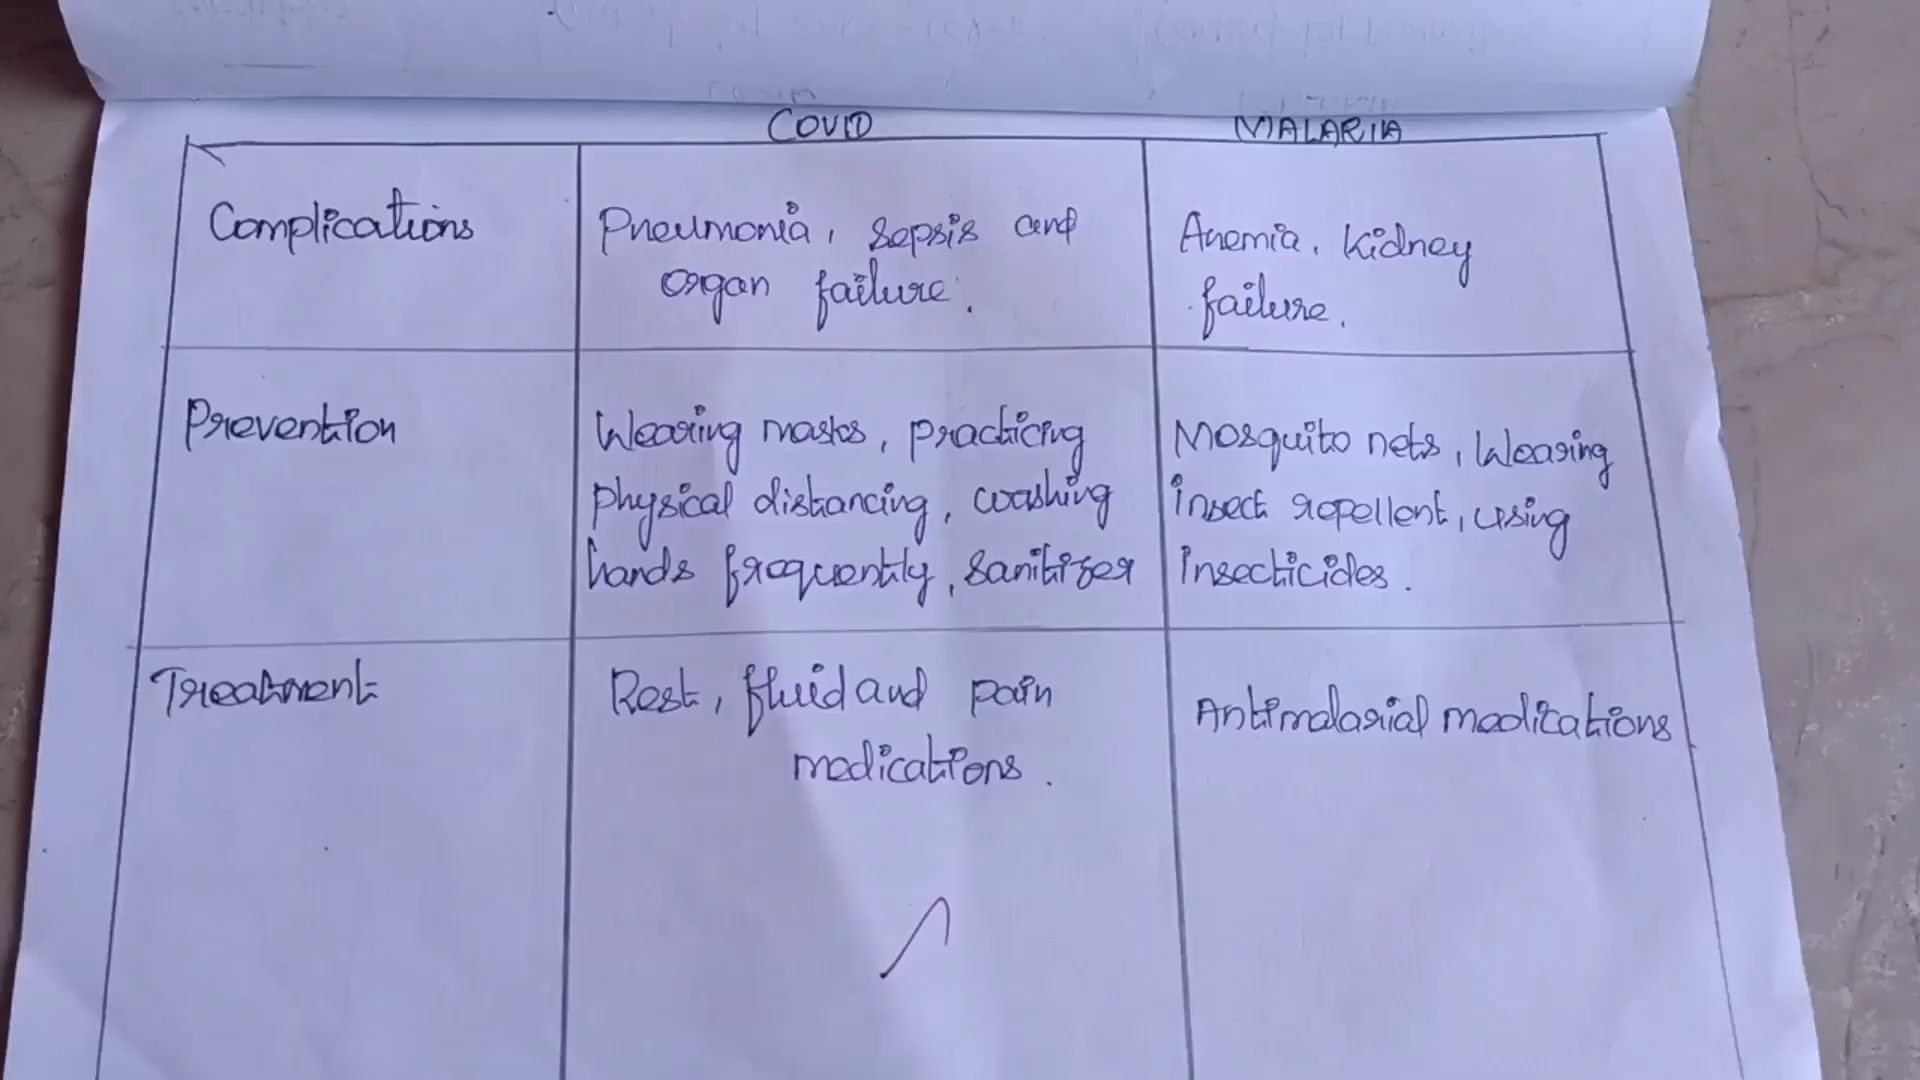 COVID MALARIA
Complications Pneumonia, sepsis and Anemia, kidney
organ failure. failure.
Prevention Wearing masks, practicing Mosquito nets, Wearing
physical distancing, washing insect repellent, using
hands frequently, sanitizer insecticides.
Treatment Rest, fluid and pain Antimalarial medications
medications.